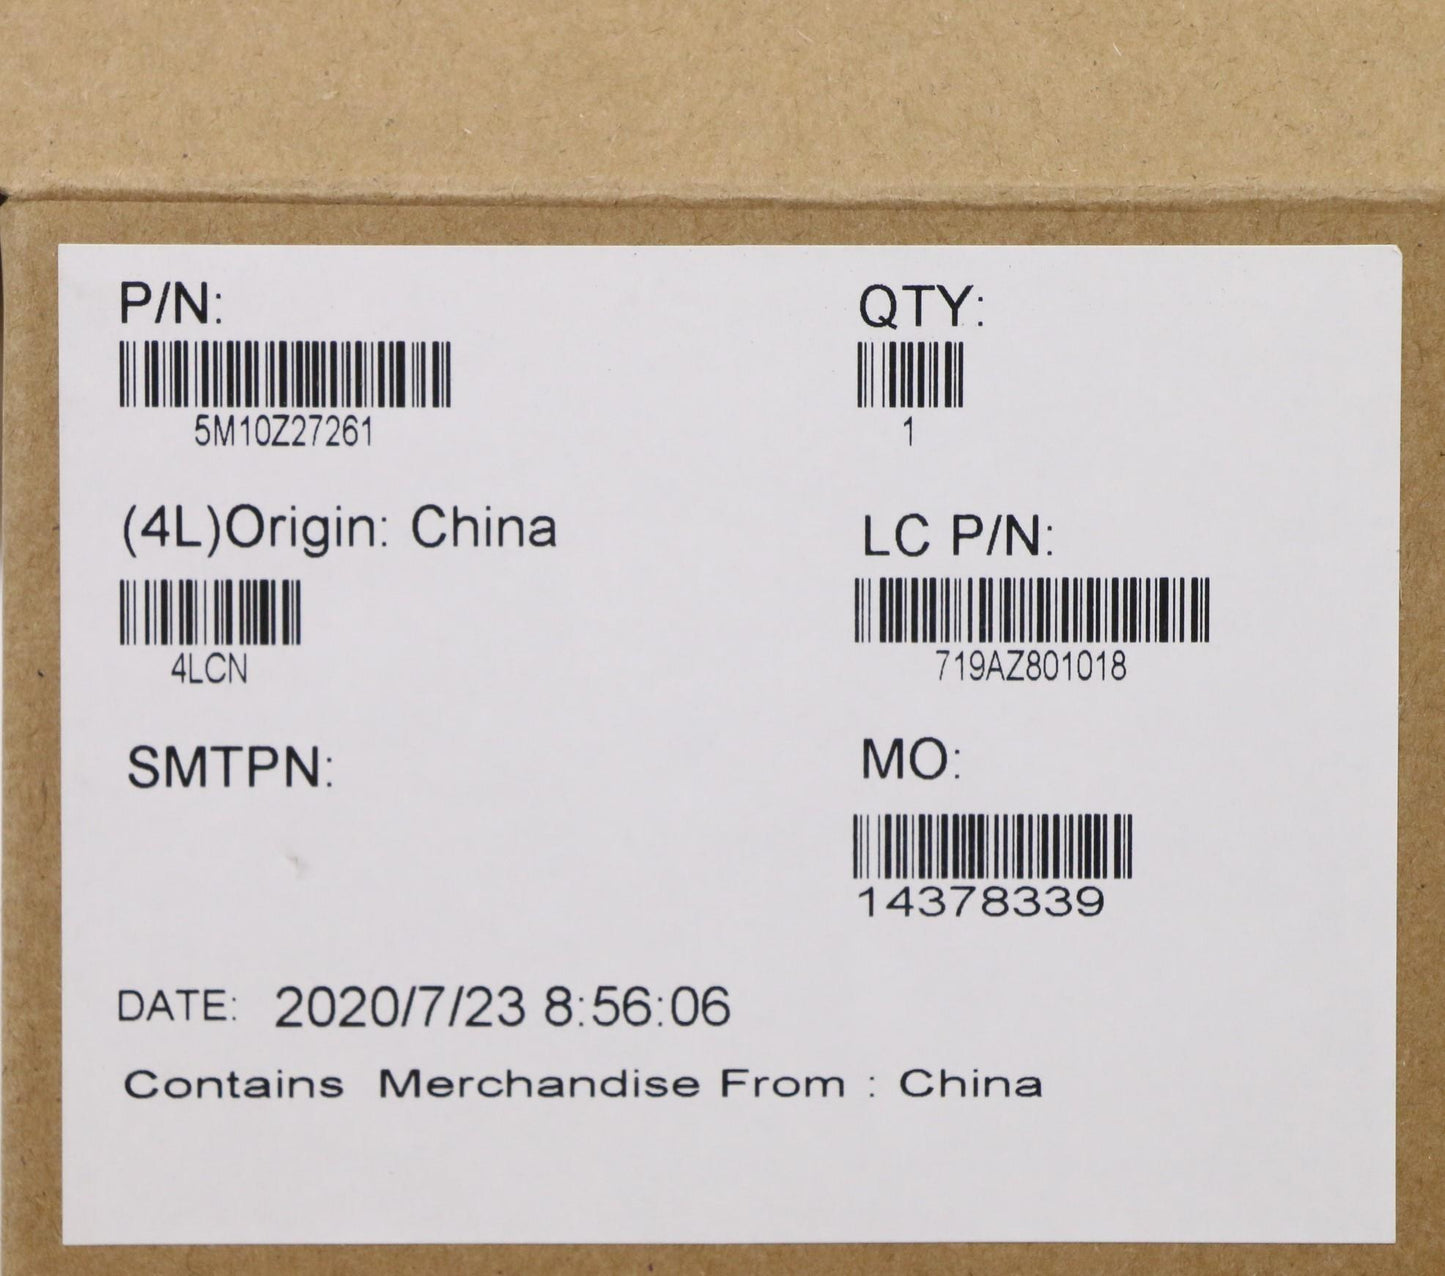 P/N:
5M10Z27261
QTY:
1
(4L)Origin: China
4LCN
LC P/N:
719AZ801018
SMTPN:
MO:
14378339
DATE: 2020/7/23 8:56:06
Contains Merchandise From : China